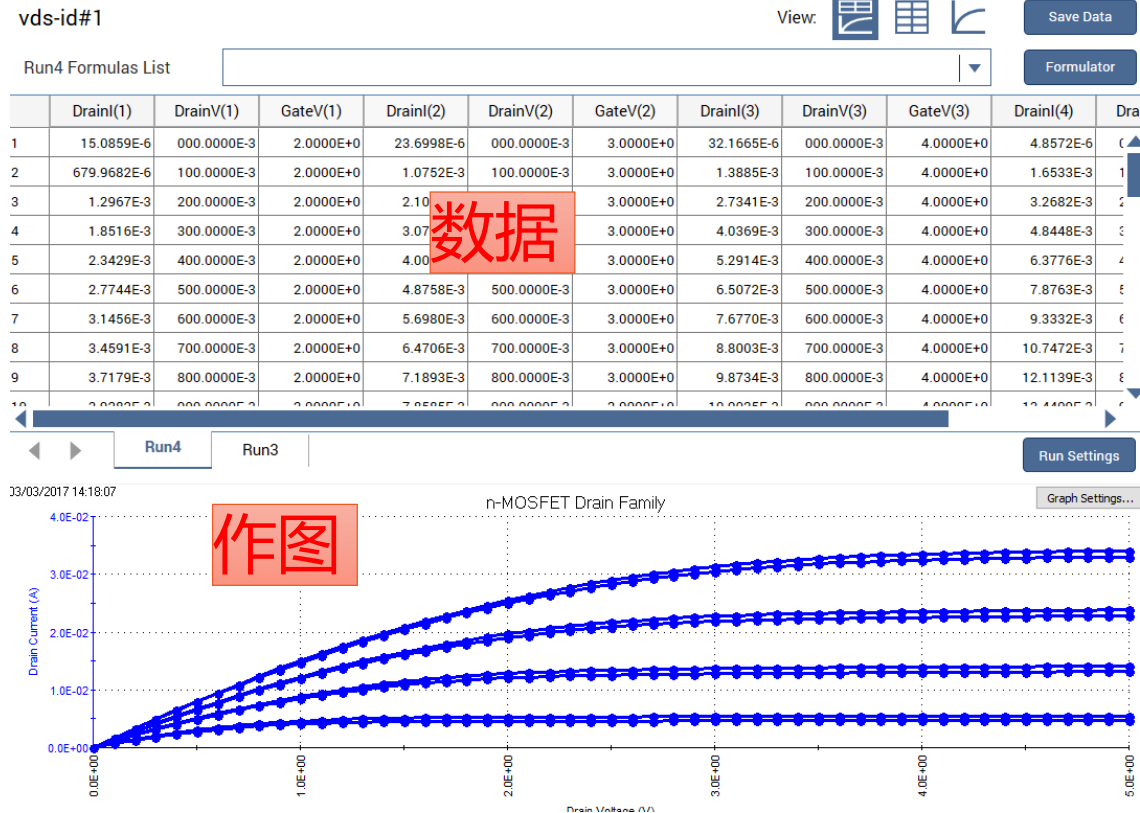 vds-id#1 View: Save Data
Run4 Formulas List Formulator
DrainI(1) DrainV(1) GateV(1) DrainI(2) DrainV(2) GateV(2) DrainI(3) DrainV(3) GateV(3) DrainI(4) Dra
1 15.0859E-6 000.0000E-3 2.0000E+0 23.6998E-6 000.0000E-3 3.0000E+0 32.1665E-6 000.0000E-3 4.0000E+0 4.8572E-6
2 679.9682E-6 100.0000E-3 2.0000E+0 1.0752E-3 100.0000E-3 3.0000E+0 1.3885E-3 100.0000E-3 4.0000E+0 1.6533E-3 1
3 1.2967E-3 200.0000E-3 2.0000E+0 2.10 3.0000E+0 2.7341E-3 200.0000E-3 4.0000E+0 3.2682E-3 2
数据
4 1.8516E-3 300.0000E-3 2.0000E+0 3.07 3.0000E+0 4.0369E-3 300.0000E-3 4.0000E+0 4.8448E-3 3
5 2.3429E-3 400.0000E-3 2.0000E+0 4.00 3.0000E+0 5.2914E-3 400.0000E-3 4.0000E+0 6.3776E-3 4
6 2.7744E-3 500.0000E-3 2.0000E+0 4.8758E-3 500.0000E-3 3.0000E+0 6.5072E-3 500.0000E-3 4.0000E+0 7.8763E-3 5
7 3.1456E-3 600.0000E-3 2.0000E+0 5.6980E-3 600.0000E-3 3.0000E+0 7.6770E-3 600.0000E-3 4.0000E+0 9.3332E-3 6
8 3.4591E-3 700.0000E-3 2.0000E+0 6.4706E-3 700.0000E-3 3.0000E+0 8.8003E-3 700.0000E-3 4.0000E+0 10.7472E-3 7
9 3.7179E-3 800.0000E-3 2.0000E+0 7.1893E-3 800.0000E-3 3.0000E+0 9.8734E-3 800.0000E-3 4.0000E+0 12.1139E-3 8
Run4 Run3 Run Settings
03/03/2017 14:18:07 n-MOSFET Drain Family Graph Settings...
作图
4.0E-02
3.0E-02
2.0E-02
1.0E-02
0.0E+00
Drain Current (A)
0.0E+00 1.0E+00 2.0E+00 3.0E+00 4.0E+00 5.0E+00
Drain Voltage (V)